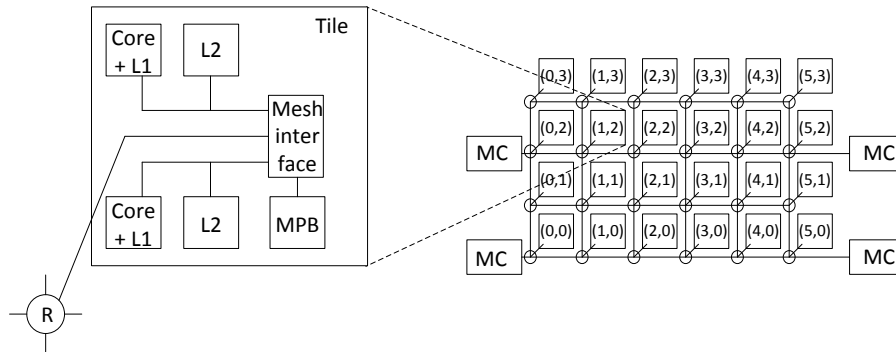 Tile
Core
+ L1
L2
Mesh
inter
face
Core
+ L1
L2
MPB
R
(0,3) (1,3) (2,3) (3,3) (4,3) (5,3)
(0,2) (1,2) (2,2) (3,2) (4,2) (5,2)
MC MC
(0,1) (1,1) (2,1) (3,1) (4,1) (5,1)
(0,0) (1,0) (2,0) (3,0) (4,0) (5,0)
MC MC